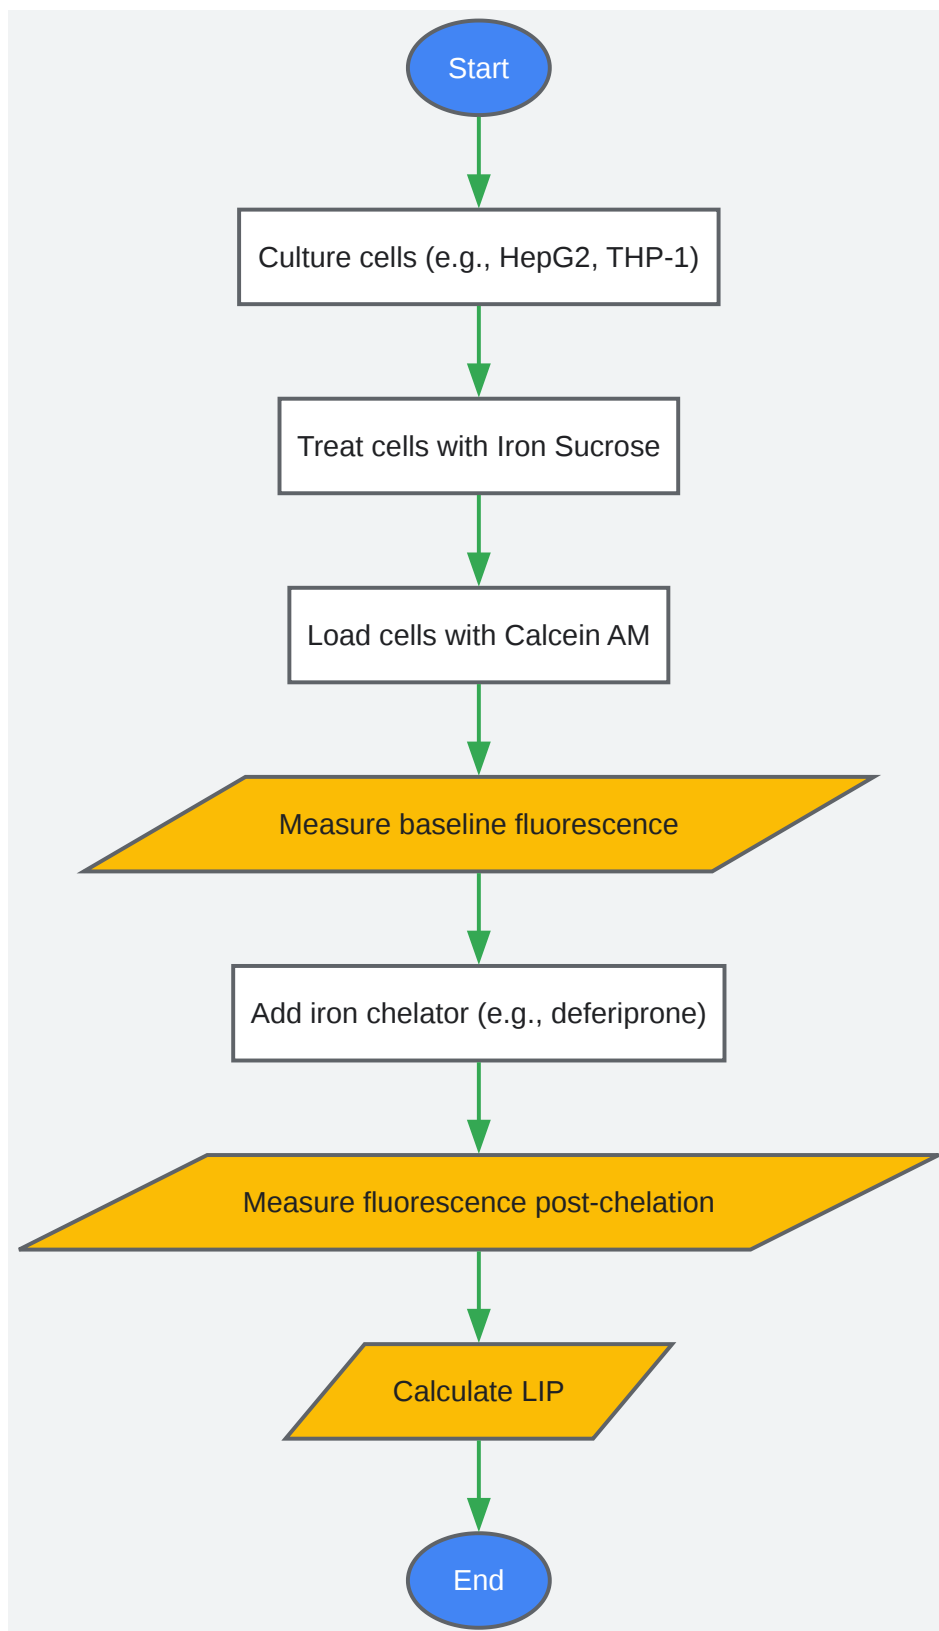 Start
Culture cells (e.g., HepG2, THP-1)
Treat cells with Iron Sucrose
Load cells with Calcein AM
Measure baseline fluorescence
Add iron chelator (e.g., deferiprone)
Measure fluorescence post-chelation
Calculate LIP
End